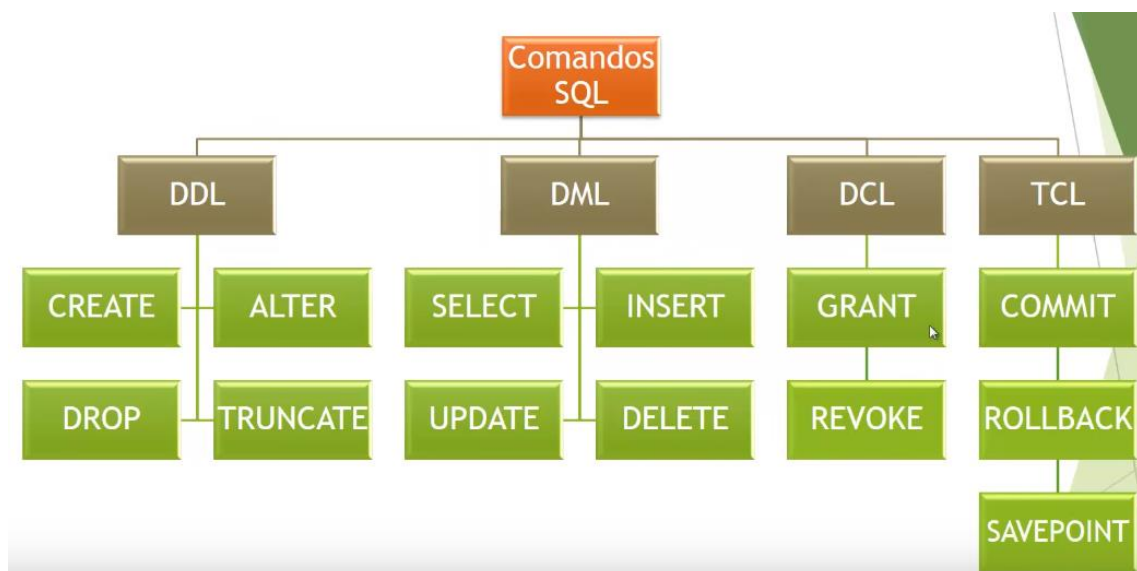 Comandos
SQL
DDL
DML
DCL
TCL
CREATE
ALTER
SELECT
INSERT
GRANT
COMMIT
DROP
TRUNCATE
UPDATE
DELETE
REVOKE
ROLLBACK
SAVEPOINT